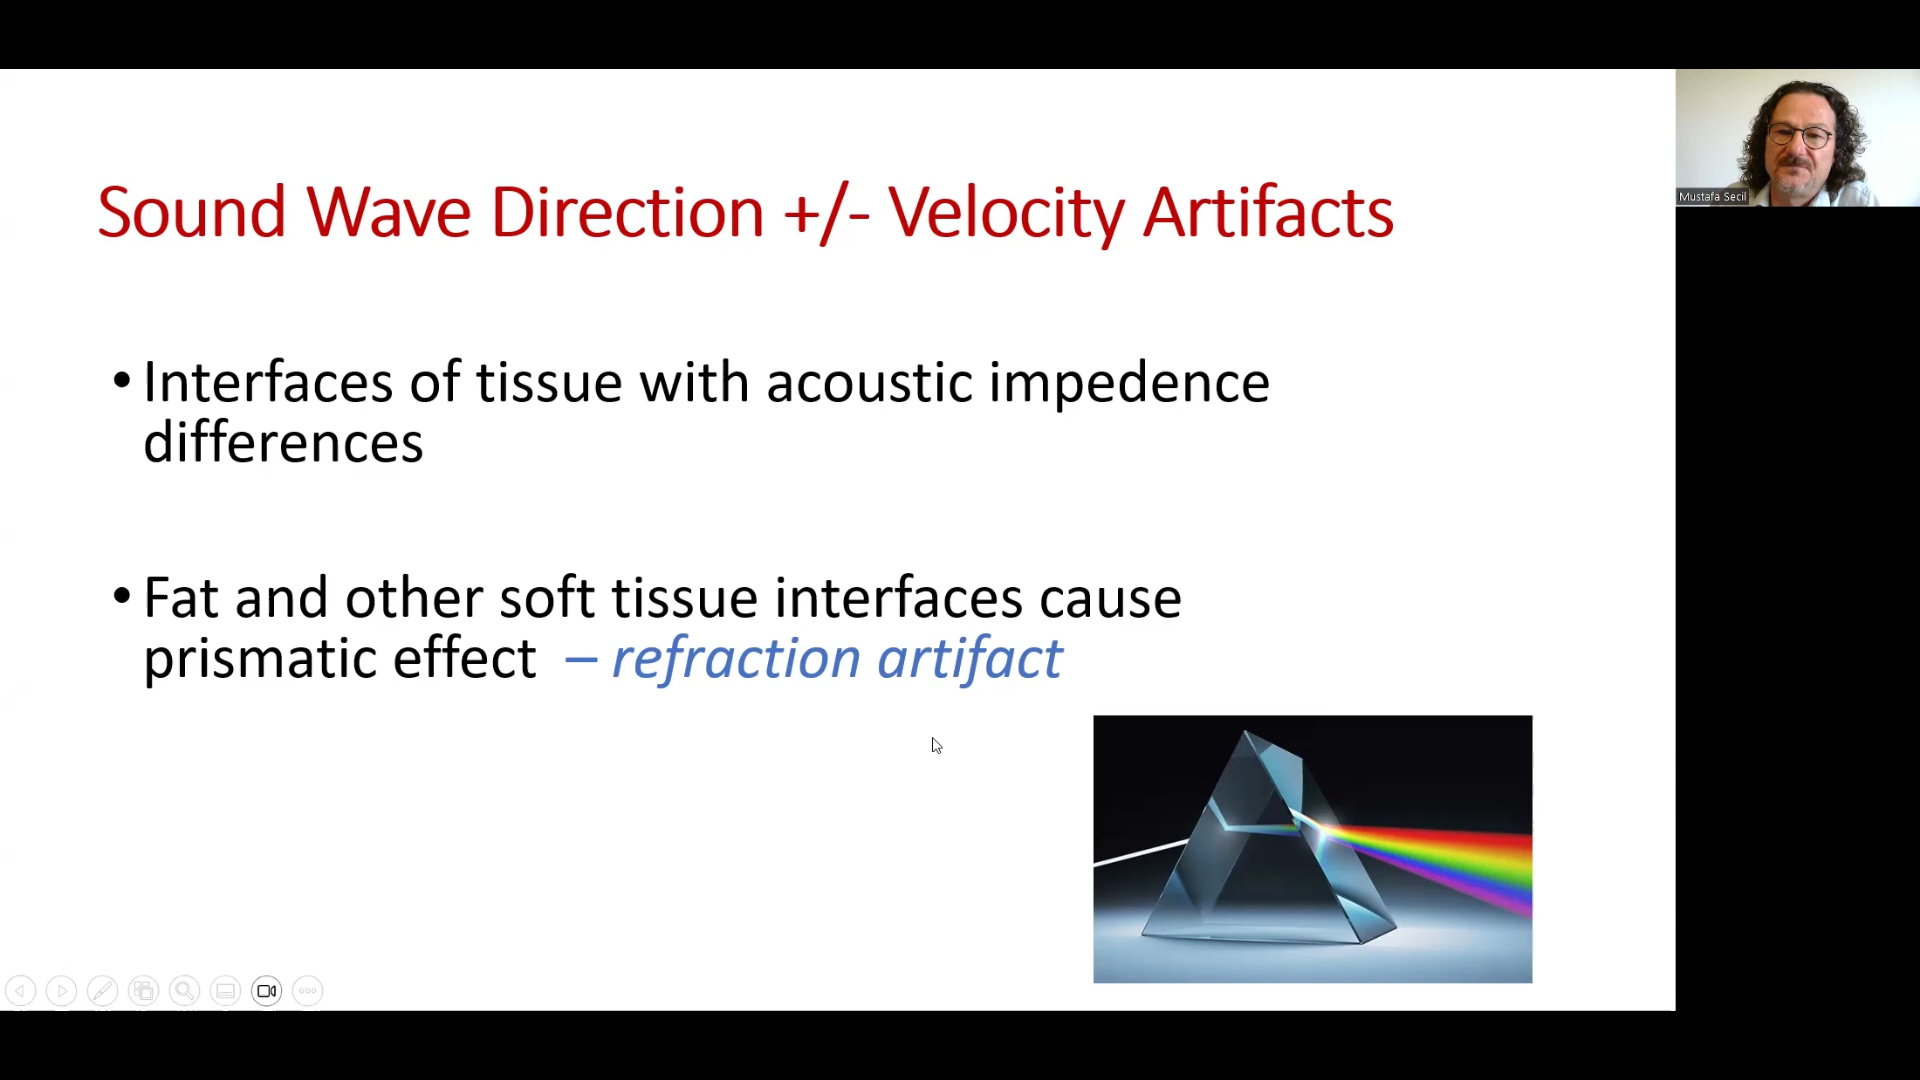 Sound Wave Direction +/- Velocity Artifacts
Mustafa Secil
• Interfaces of tissue with acoustic impedence
differences
• Fat and other soft tissue interfaces cause
prismatic effect – refraction artifact